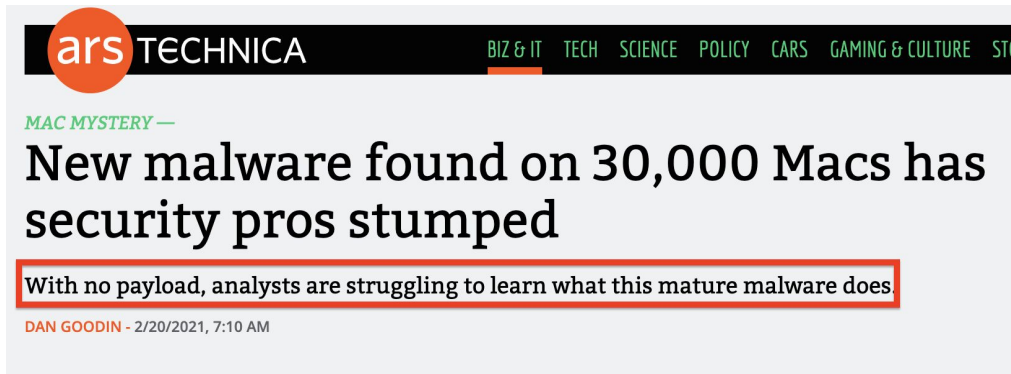 ars TECHNICA BIZ & IT TECH SCIENCE POLICY CARS GAMING & CULTURE
MAC MYSTERY —
New malware found on 30,000 Macs has
security pros stumped
With no payload, analysts are struggling to learn what this mature malware does.
DAN GOODIN - 2/20/2021, 7:10 AM